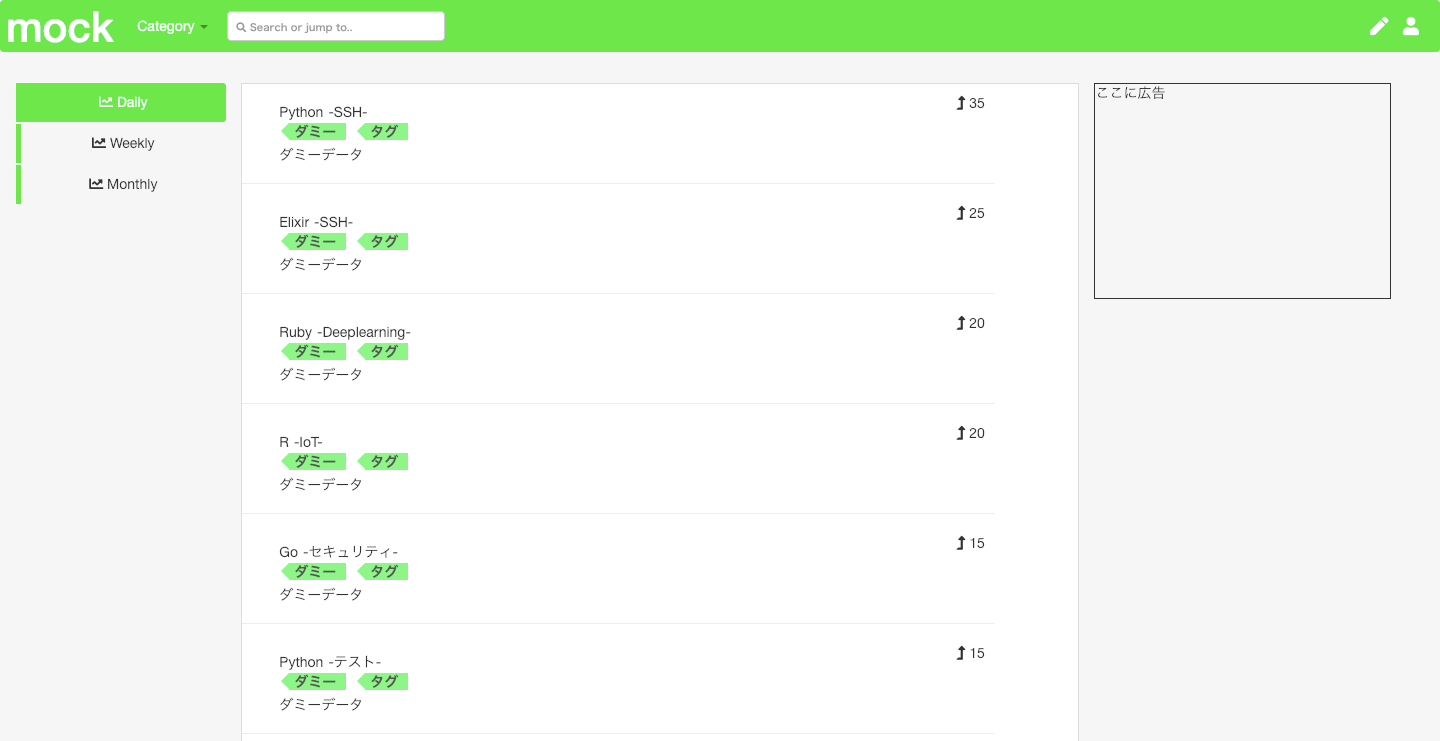 mock
Category
Search or jump to..
Daily
Weekly
Monthly
Python -SSH-
35
ダミー タグ
ダミーデータ
Elixir -SSH-
25
ダミー タグ
ダミーデータ
Ruby -Deeplearning-
20
ダミー タグ
ダミーデータ
R -IoT-
20
ダミー タグ
ダミーデータ
Go -セキュリティ-
15
ダミー タグ
ダミーデータ
Python -テスト-
15
ダミー タグ
ダミーデータ
ここに広告